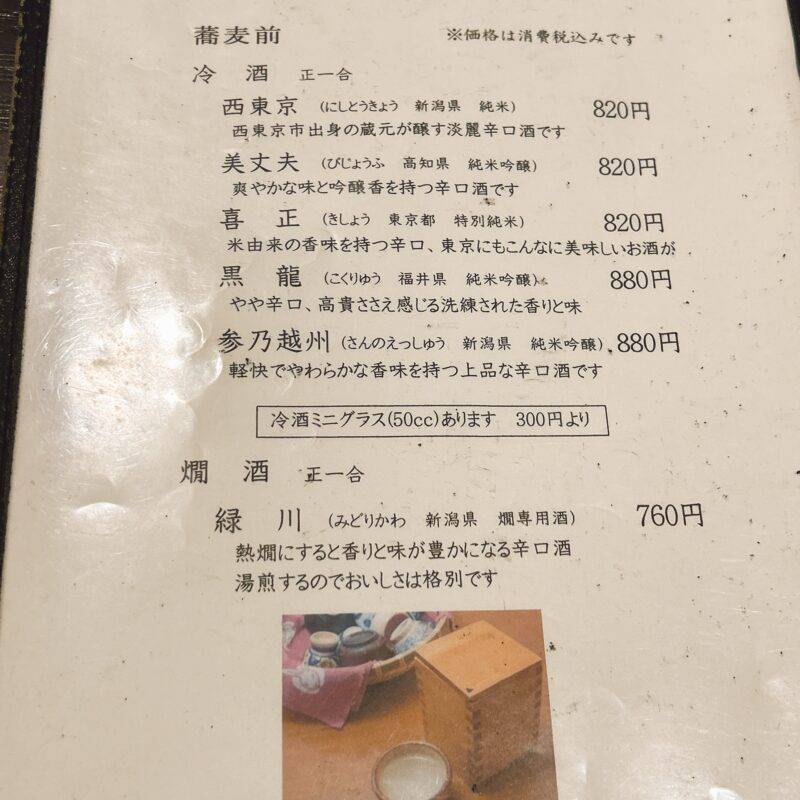 蕎麦前　※価格は消費税込みです
冷　酒　正一合
西東京　(にしとうきょう　新潟県　純米)　820円
西東京市出身の蔵元が醸す淡麗辛口酒です
美丈夫　(びじょうふ　高知県　純米吟醸)　820円
爽やかな味と吟醸香を持つ辛口酒です
喜　正　(きしょう　東京都　特別純米)　820円
米由来の香味を持つ辛口、東京にもこんなに美味しいお酒が
黒　龍　(こくりゅう　福井県　純米吟醸)　880円
やや辛口、高貴ささえ感じる洗練された香りと味
参乃越州　(さんのえっしゅう　新潟県　純米吟醸)　880円
軽快でやわらかな香味を持つ上品な辛口酒です
冷酒ミニグラス(50cc)あります　300円より
燗　酒　正一合
緑　川　(みどりかわ　新潟県　燗専用酒)　760円
熱燗にすると香りと味が豊かになる辛口酒
湯煎するのでおいしさは格別です